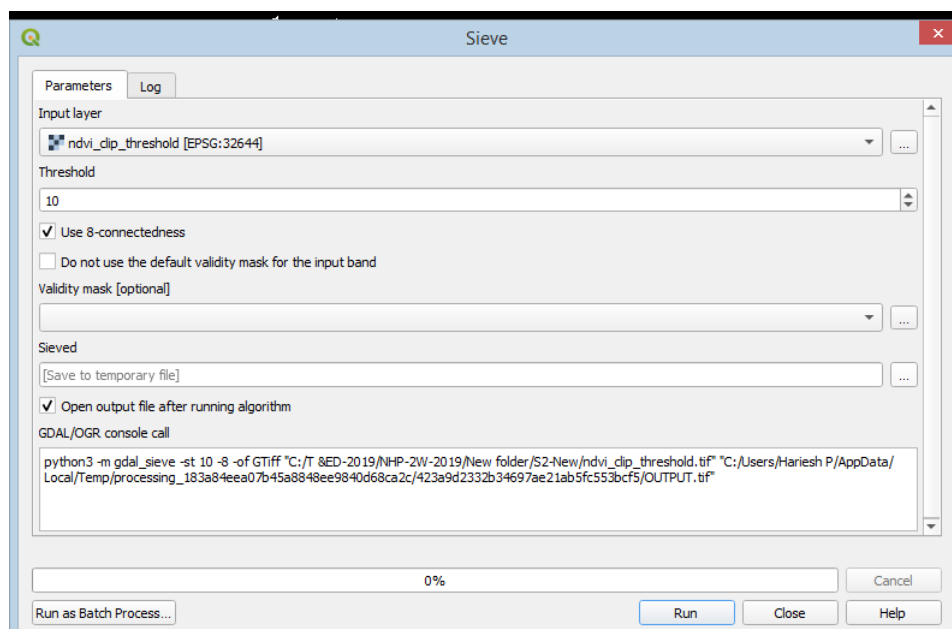 Sieve
Parameters
Log
Input layer
ndvi_clip_threshold [EPSG:32644]
...
Threshold
10
Use 8-connectedness
Do not use the default validity mask for the input band
Validity mask [optional]
...
Sieved
[Save to temporary file]
...
Open output file after running algorithm
GDAL/OGR console call
python3 -m gdal_sieve -st 10 -8 -of GTiff "C:/T &ED-2019/NHP-2W-2019/New folder/S2-New/ndvi_clip_threshold.tif" "C:/Users/Hariesh P/AppData/
Local/Temp/processing_183a84eea07b45a8848ee9840d68ca2c/423a9d2332b34697ae21ab5fc553bcf5/OUTPUT.tif"
0%
Cancel
Run as Batch Process...
Run
Close
Help